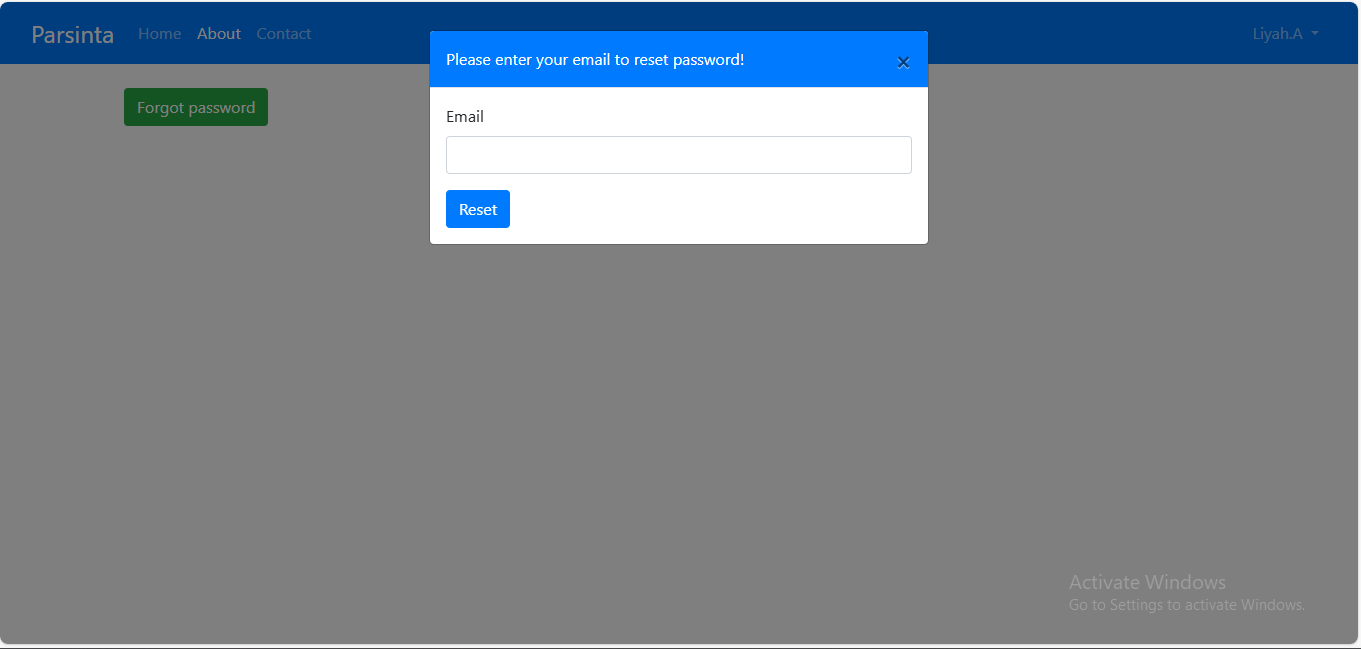 Parsinta Home About Contact Liyah.A
Please enter your email to reset password! ×
Forgot password
Email
Reset
Activate Windows
Go to Settings to activate Windows.